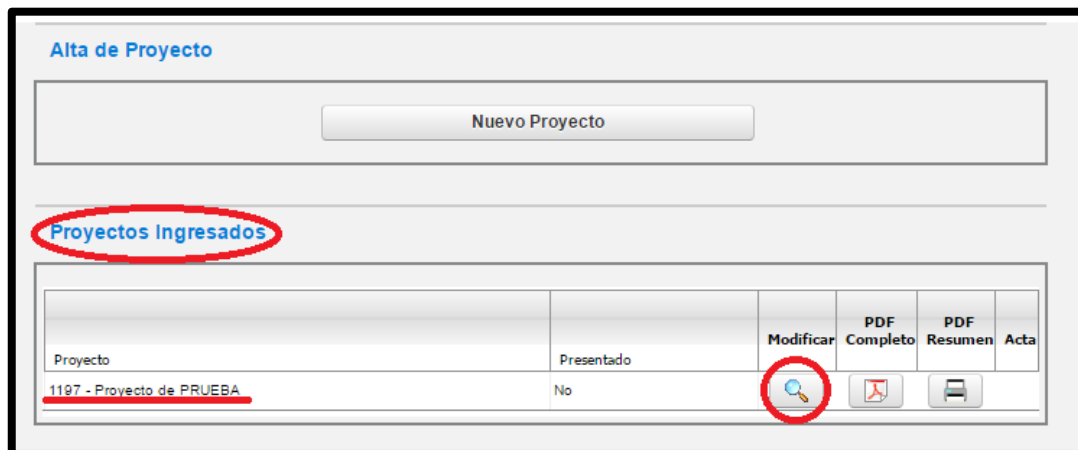 Alta de Proyecto
Nuevo Proyecto
Proyectos Ingresados
Proyecto Presentado Modificar PDF Completo PDF Resumen Acta
1197 - Proyecto de PRUEBA No